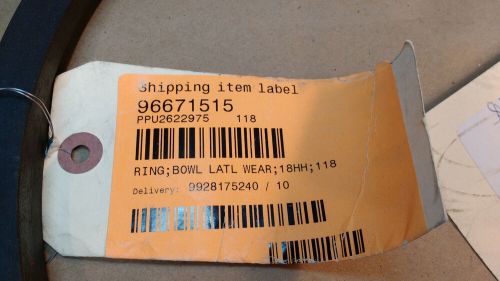 Shipping item label
96671515
PPU2622975 118
RING;BOWL LATL WEAR;18HH;118
Delivery: 9928175240 / 10